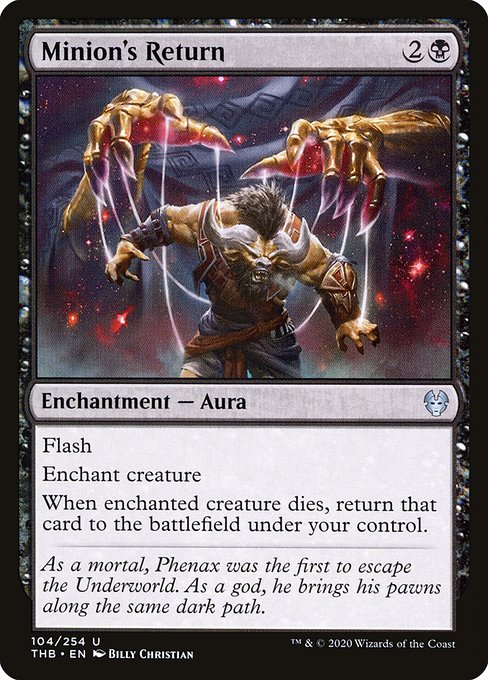 Minion's Return 2
Enchantment — Aura
Flash
Enchant creature
When enchanted creature dies, return that
card to the battlefield under your control.
As a mortal, Phenax was the first to escape
the Underworld. As a god, he brings his pawns
along the same dark path.
104/254 U
™ & © 2020 Wizards of the Coast
THB • EN Billy Christian